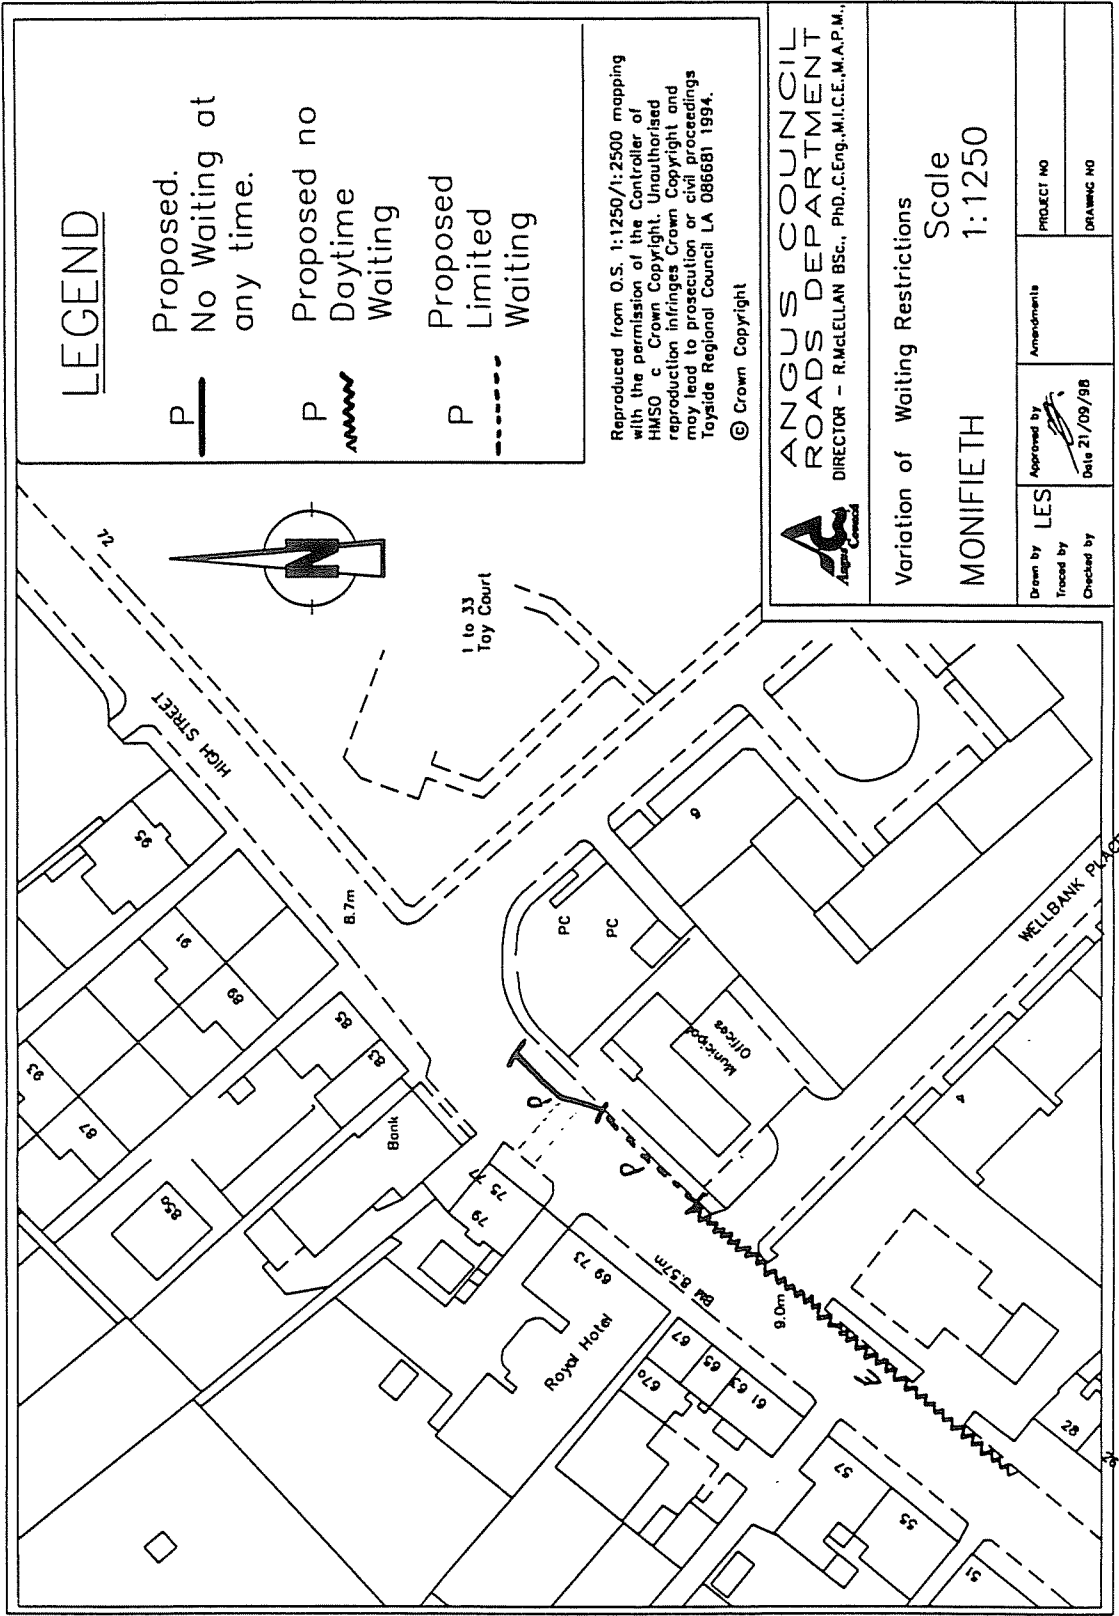 LEGEND
P
Proposed.
No Waiting at
any time.
P
Proposed no
Daytime
Waiting
P
Proposed
Limited
Waiting
Reproduced from O.S. 1:1250/1:2500 mapping
with the permission of the Controller of
HMSO c Crown Copyright. Unauthorised
reproduction infringes Crown Copyright and
may lead to prosecution or civil proceedings
Tayside Regional Council LA 086681 1994.
© Crown Copyright
ANGUS COUNCIL
ROADS DEPARTMENT
DIRECTOR - R.McLELLAN BSc., PhD.,C.Eng.,M.I.C.E.,M.A.P.M.,
Angus
Council
Variation of Waiting Restrictions
MONIFIETH
Scale
1:1250
Drawn by LES
Traced by
Checked by
Approved by
Date 21/09/98
Amendments
PROJECT NO
DRAWING NO
N
72
HIGH STREET
1 to 33
Tay Court
95
8.7m
91
89
93
87
85
83
85a
Bank
PC
PC
9
Municipal
Offices
WELLBANK PLACE
4
P
P
77
75
79
69 73
Royal Hotel
BM 8.57m
9.0m
67
65
67a
61 63
E
57
55
51
28
26